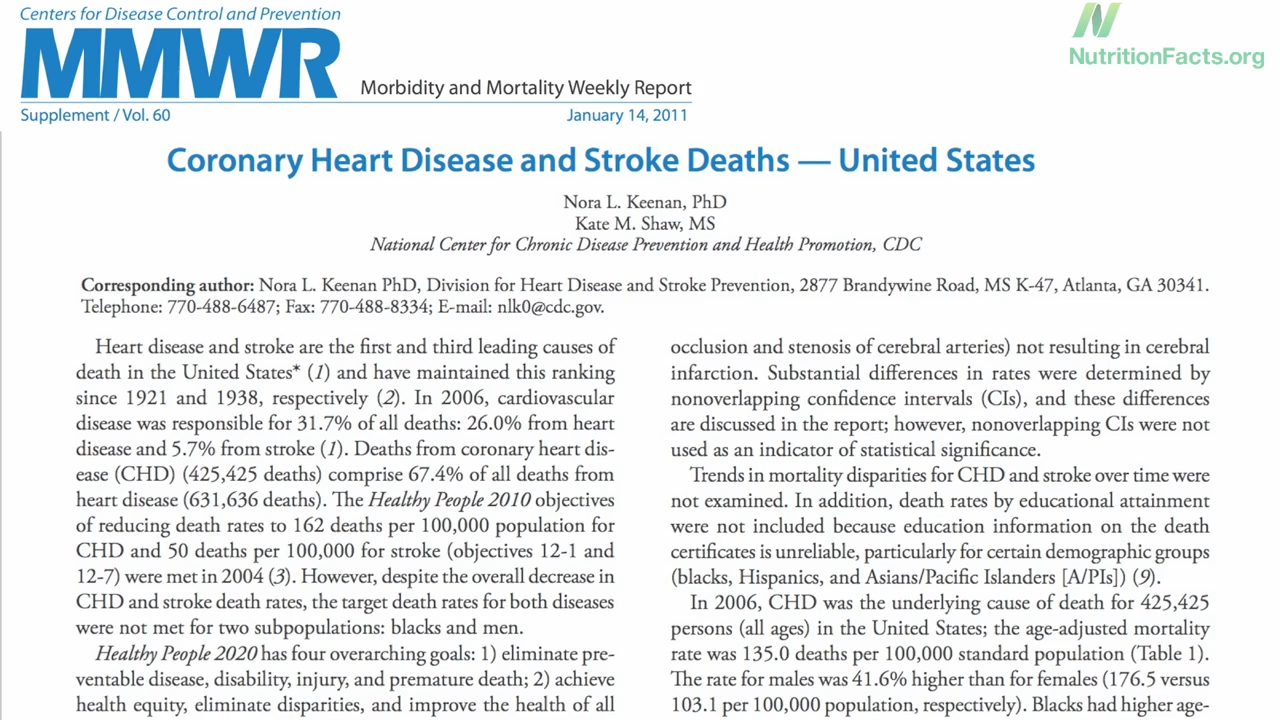 Centers for Disease Control and Prevention
MMWR
Morbidity and Mortality Weekly Report
Supplement / Vol. 60
January 14, 2011
NutritionFacts.org
Coronary Heart Disease and Stroke Deaths — United States
Nora L. Keenan, PhD
Kate M. Shaw, MS
National Center for Chronic Disease Prevention and Health Promotion, CDC
Corresponding author: Nora L. Keenan PhD, Division for Heart Disease and Stroke Prevention, 2877 Brandywine Road, MS K-47, Atlanta, GA 30341.
Telephone: 770-488-6487; Fax: 770-488-8334; E-mail: nlk0@cdc.gov.
Heart disease and stroke are the first and third leading causes of
death in the United States* (1) and have maintained this ranking
since 1921 and 1938, respectively (2). In 2006, cardiovascular
disease was responsible for 31.7% of all deaths: 26.0% from heart
disease and 5.7% from stroke (1). Deaths from coronary heart dis-
ease (CHD) (425,425 deaths) comprise 67.4% of all deaths from
heart disease (631,636 deaths). The Healthy People 2010 objectives
of reducing death rates to 162 deaths per 100,000 population for
CHD and 50 deaths per 100,000 for stroke (objectives 12-1 and
12-7) were met in 2004 (3). However, despite the overall decrease in
CHD and stroke death rates, the target death rates for both diseases
were not met for two subpopulations: blacks and men.
Healthy People 2020 has four overarching goals: 1) eliminate pre-
ventable disease, disability, injury, and premature death; 2) achieve
health equity, eliminate disparities, and improve the health of all
occlusion and stenosis of cerebral arteries) not resulting in cerebral
infarction. Substantial differences in rates were determined by
nonoverlapping confidence intervals (CIs), and these differences
are discussed in the report; however, nonoverlapping CIs were not
used as an indicator of statistical significance.
Trends in mortality disparities for CHD and stroke over time were
not examined. In addition, death rates by educational attainment
were not included because education information on the death
certificates is unreliable, particularly for certain demographic groups
(blacks, Hispanics, and Asians/Pacific Islanders [A/PIs]) (9).
In 2006, CHD was the underlying cause of death for 425,425
persons (all ages) in the United States; the age-adjusted mortality
rate was 135.0 deaths per 100,000 standard population (Table 1).
The rate for males was 41.6% higher than for females (176.5 versus
103.1 per 100,000 population, respectively). Blacks had higher age-